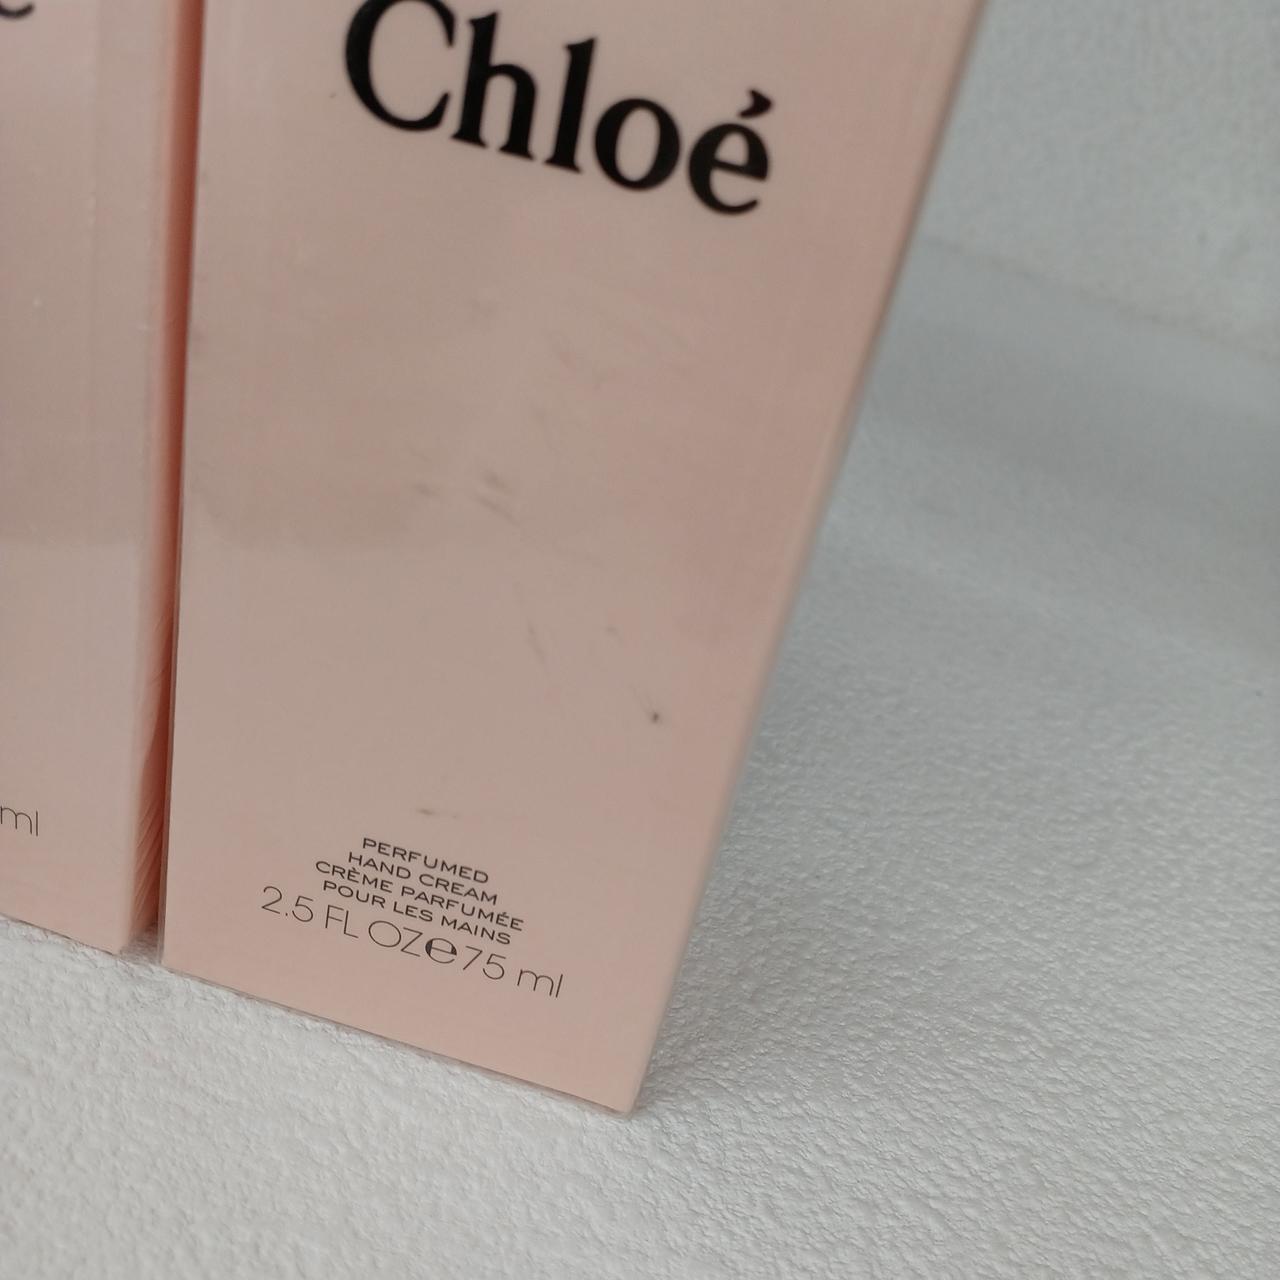 Chloé
PERFUMED
HAND CREAM
CRÈME PARFUMÉE
POUR LES MAINS
2.5 FL OZ e 75 ml
ml